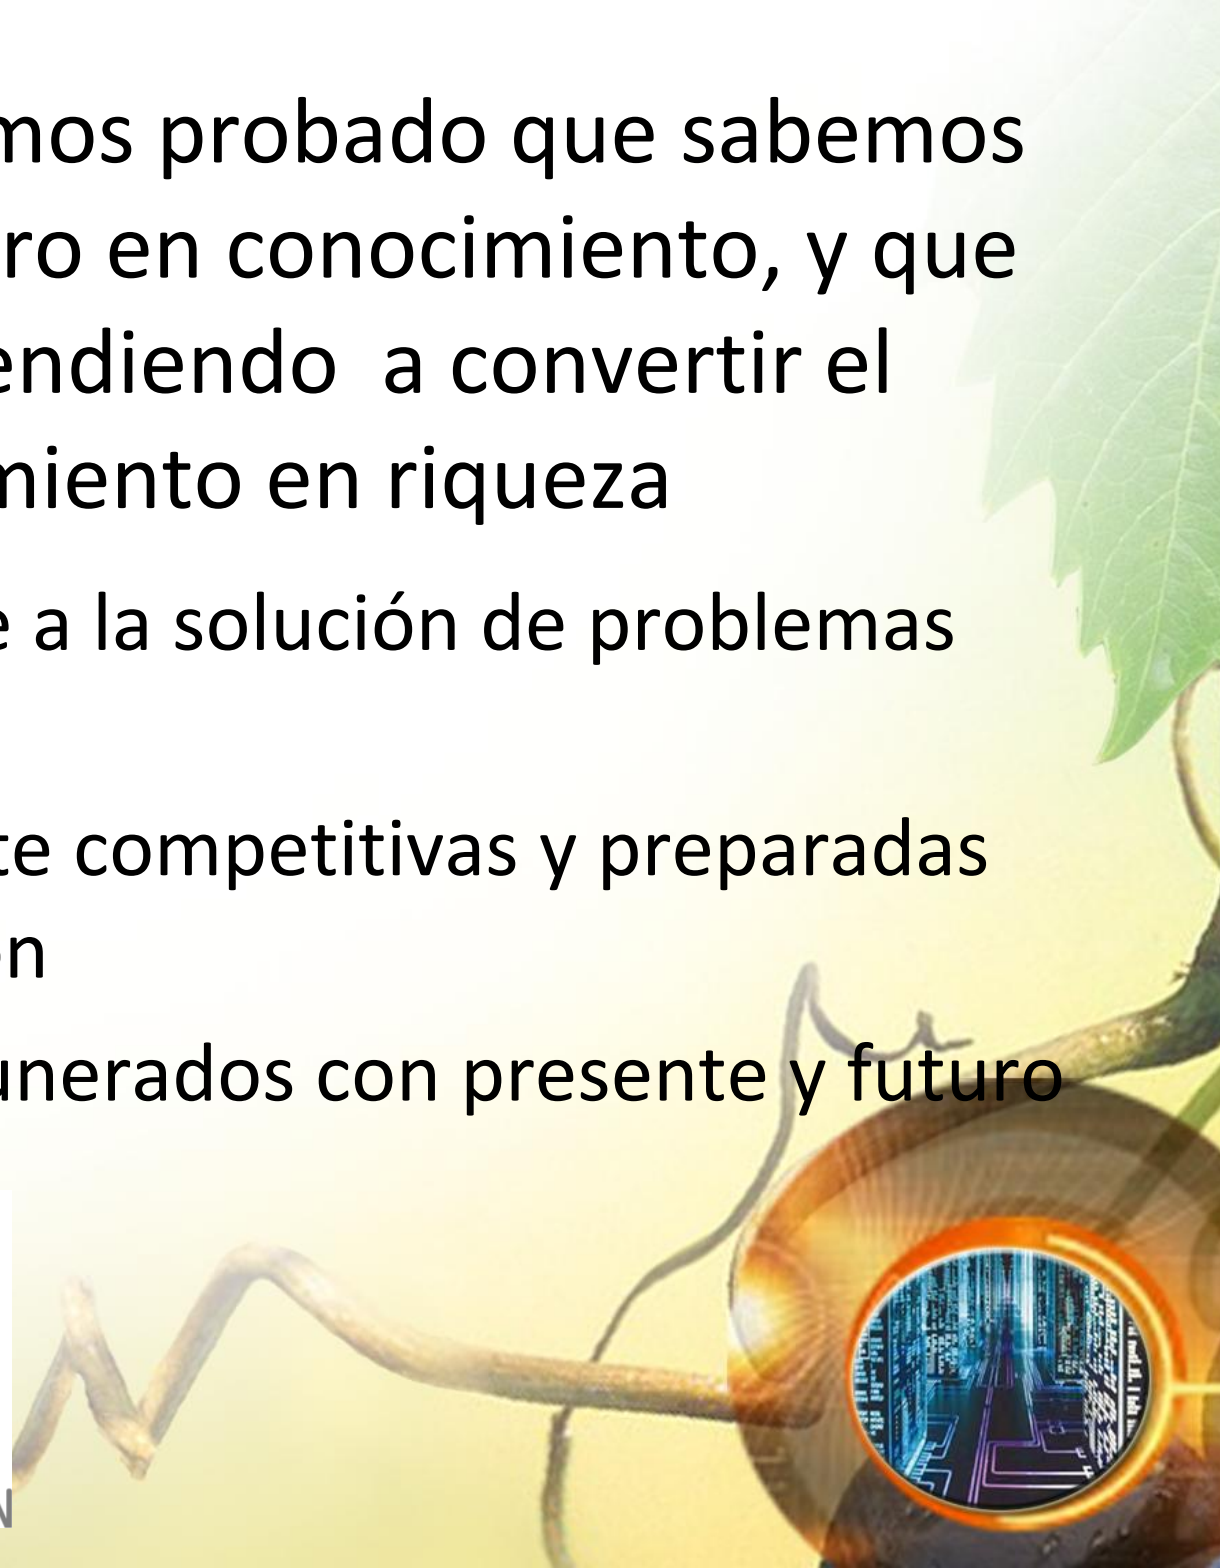 mos probado que sabemos
ro en conocimiento, y que
endiendo a convertir el
miento en riqueza
e a la solución de problemas
te competitivas y preparadas
ón
unerados con presente y futuro
N